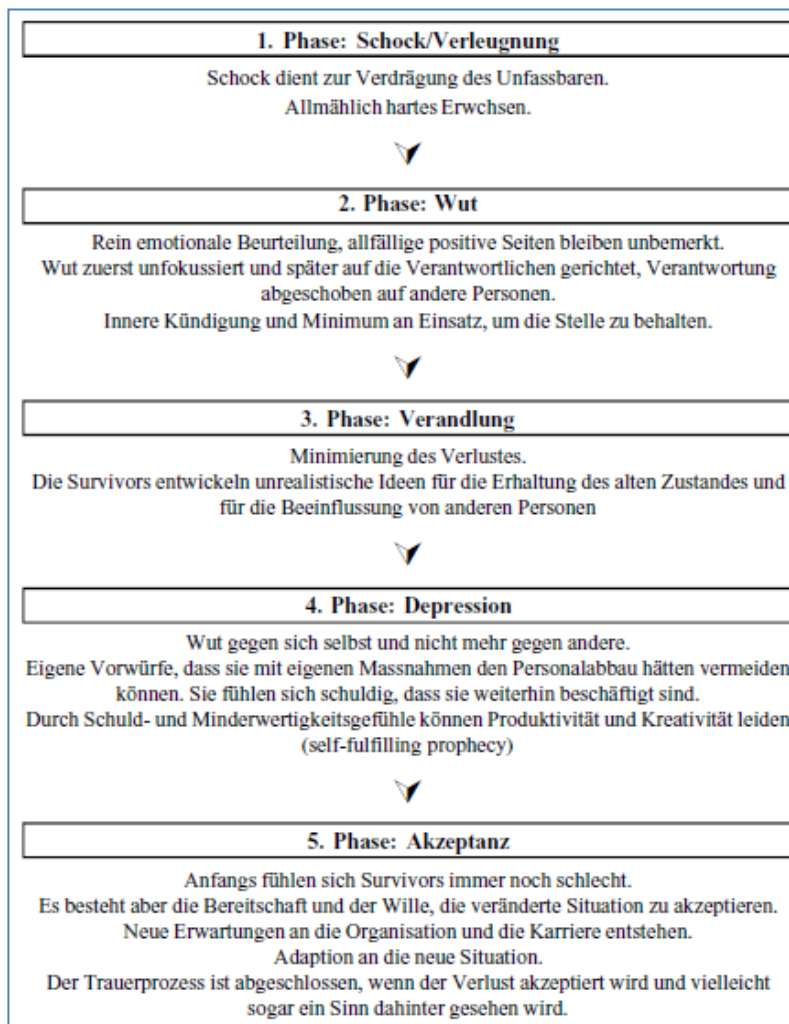 1. Phase: Schock/Verleugnung
Schock dient zur Verdrägung des Unfassbaren.
Allmählich hartes Erwchsen.
2. Phase: Wut
Rein emotionale Beurteilung, allfällige positive Seiten bleiben unbemerkt.
Wut zuerst unfokussiert und später auf die Verantwortlichen gerichtet, Verantwortung
abgeschoben auf andere Personen.
Innere Kündigung und Minimum an Einsatz, um die Stelle zu behalten.
3. Phase: Verandlung
Minimierung des Verlustes.
Die Survivors entwickeln unrealistische Ideen für die Erhaltung des alten Zustandes und
für die Beeinflussung von anderen Personen
4. Phase: Depression
Wut gegen sich selbst und nicht mehr gegen andere.
Eigene Vorwürfe, dass sie mit eigenen Massnahmen den Personalabbau hätten vermeiden
können. Sie fühlen sich schuldig, dass sie weiterhin beschäftigt sind.
Durch Schuld- und Minderwertigkeitsgefühle können Produktivität und Kreativität leiden
(self-fulfilling prophecy)
5. Phase: Akzeptanz
Anfangs fühlen sich Survivors immer noch schlecht.
Es besteht aber die Bereitschaft und der Wille, die veränderte Situation zu akzeptieren.
Neue Erwartungen an die Organisation und die Karriere entstehen.
Adaption an die neue Situation.
Der Trauerprozess ist abgeschlossen, wenn der Verlust akzeptiert wird und vielleicht
sogar ein Sinn dahinter gesehen wird.